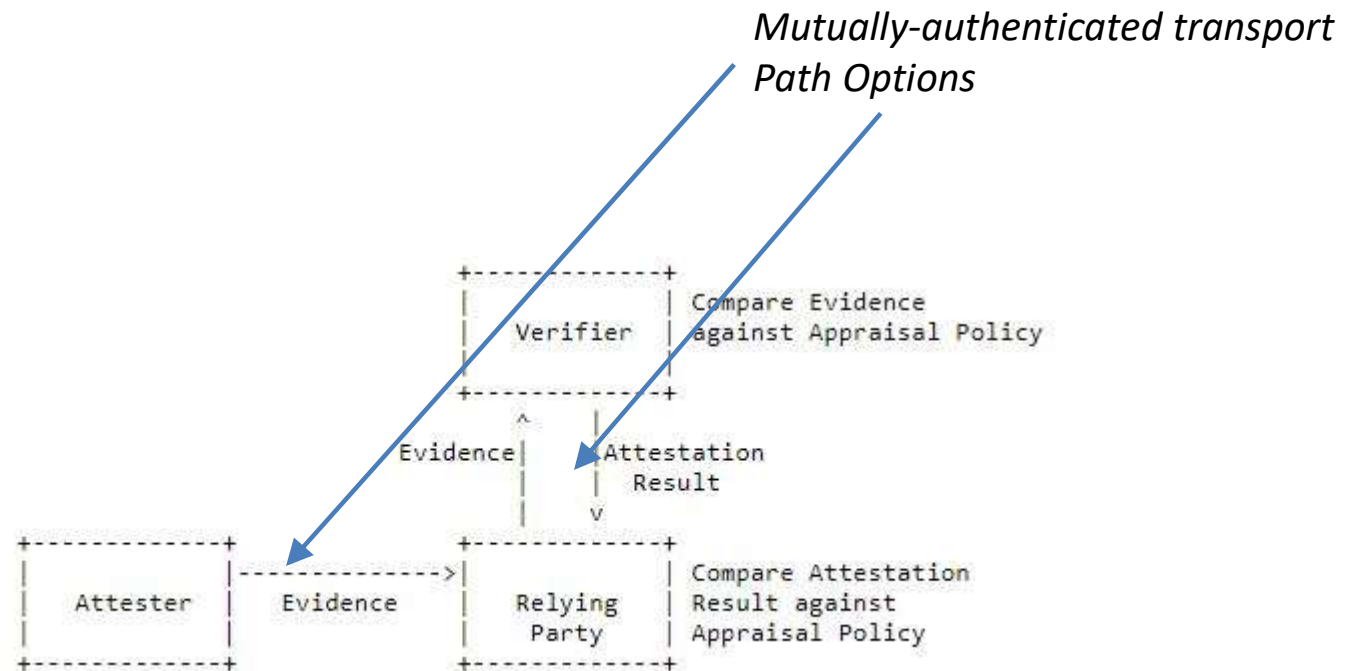 Mutually-authenticated transport
Path Options
Compare Evidence
Verifier against Appraisal Policy
Evidence Attestation
Result
Compare Attestation
Attester Evidence Relying Result against
Party Appraisal Policy